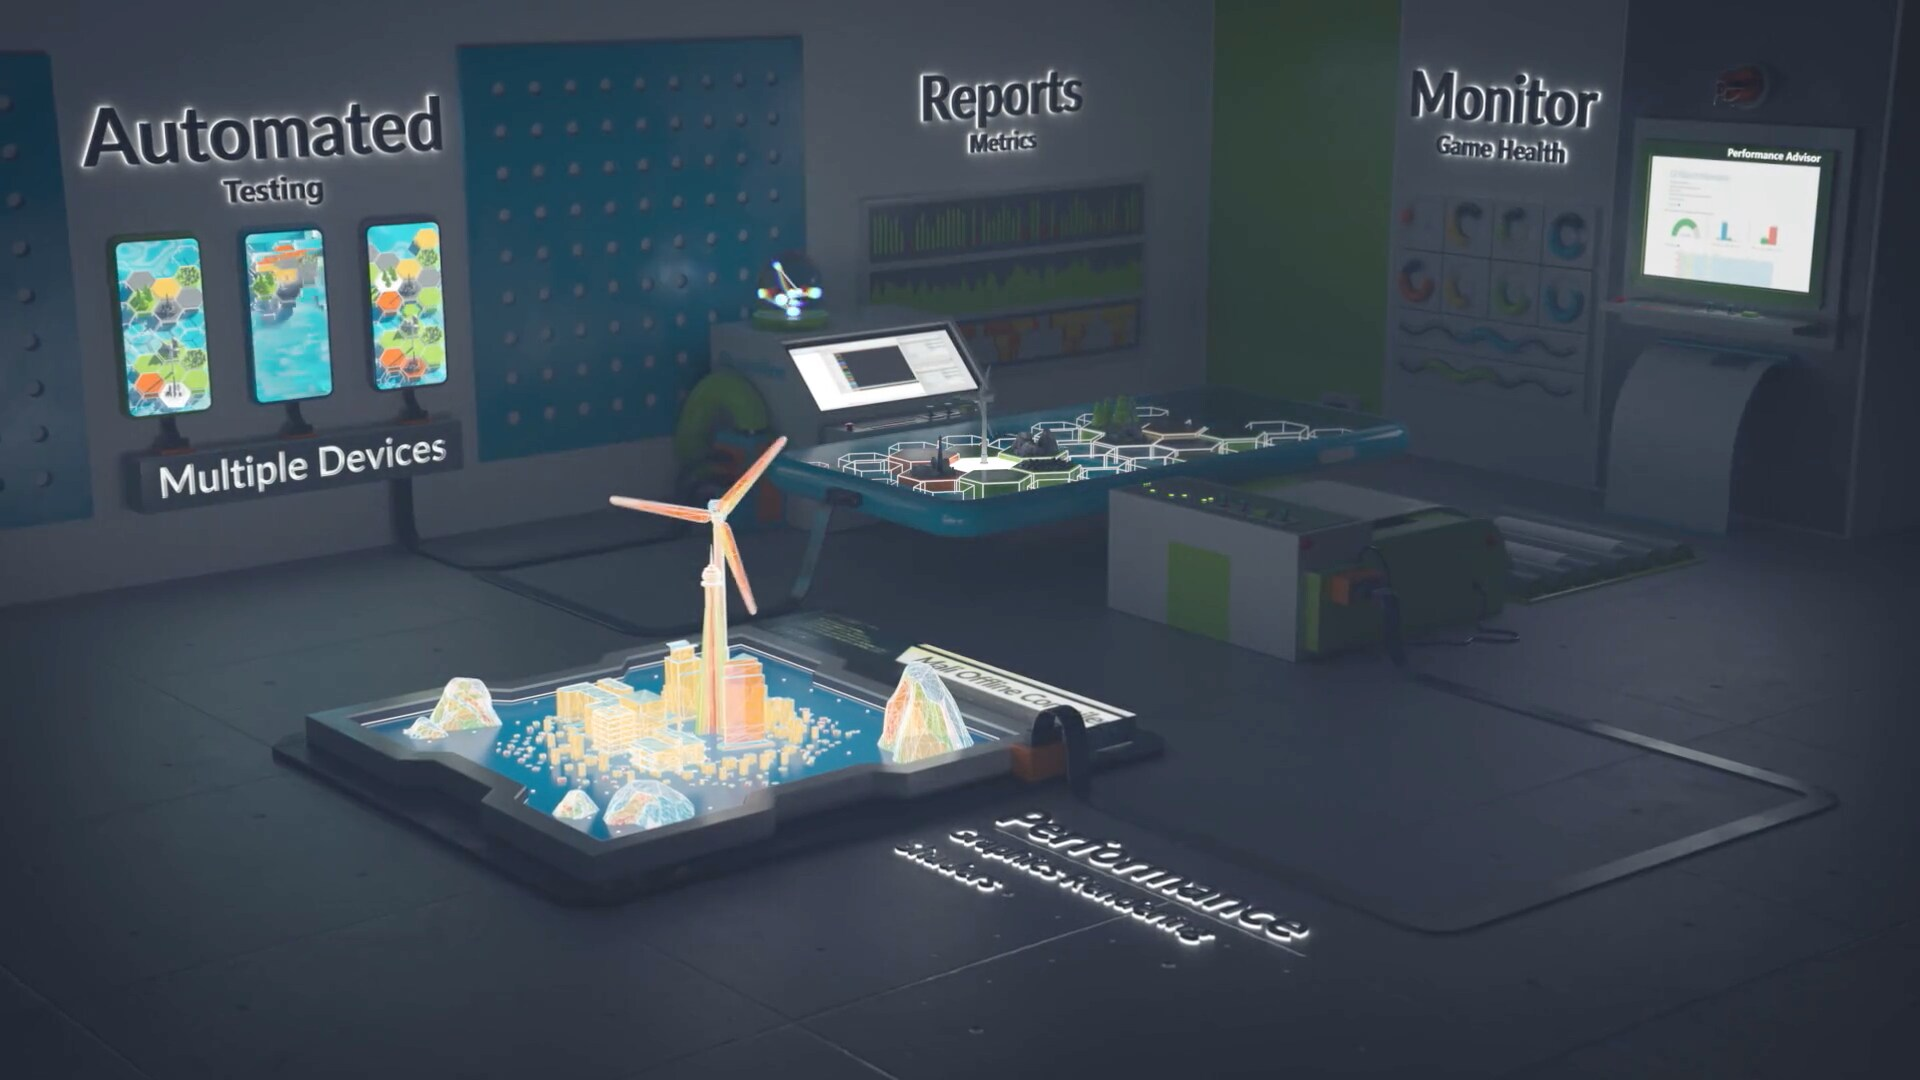 Automated
Testing
Multiple Devices
Reports
Metrics
Monitor
Game Health
Performance Advisor
Mali Offline Compiler
Performance
Graphics Rendering
Shaders